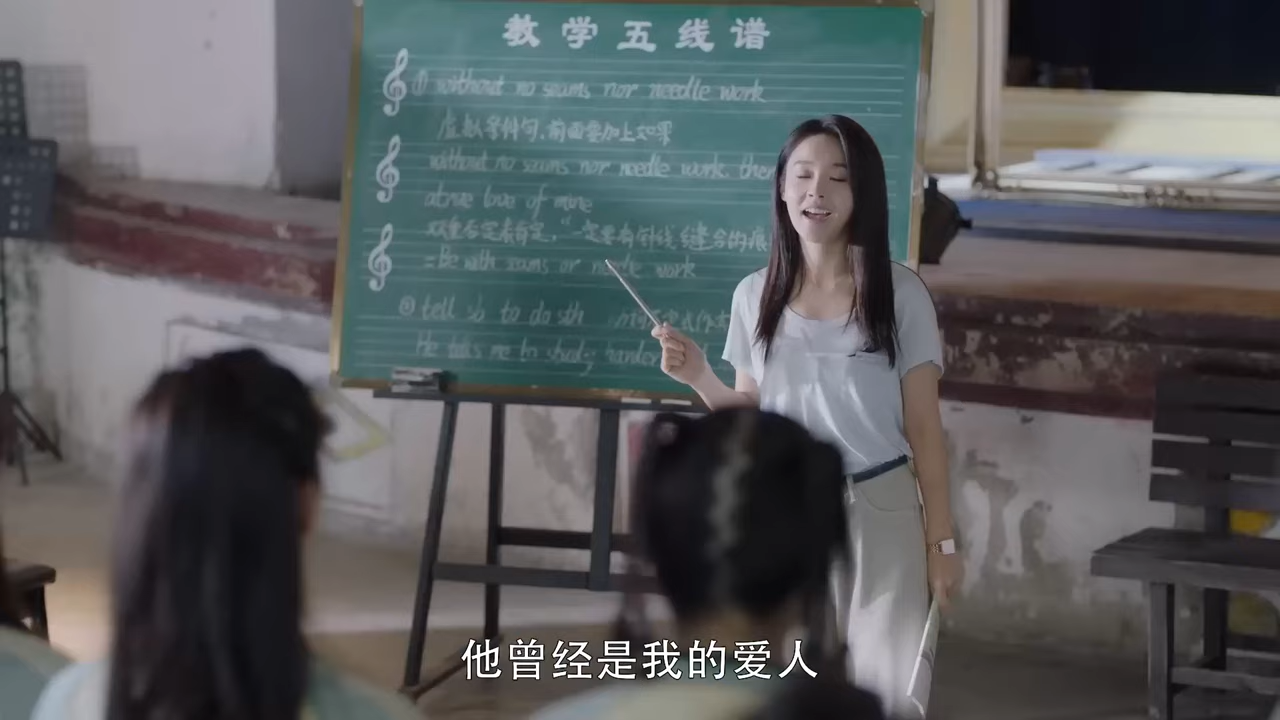 教学五线谱
① without no seams nor needle work
虚拟条件句，前面要加上如果
without no seams nor needle work. then
a true love of mine
双重否定表肯定，“一定要有针线缝合的痕
= Be with seams or needle work
② tell sb to do sth
He tells me to study harder
他曾经是我的爱人